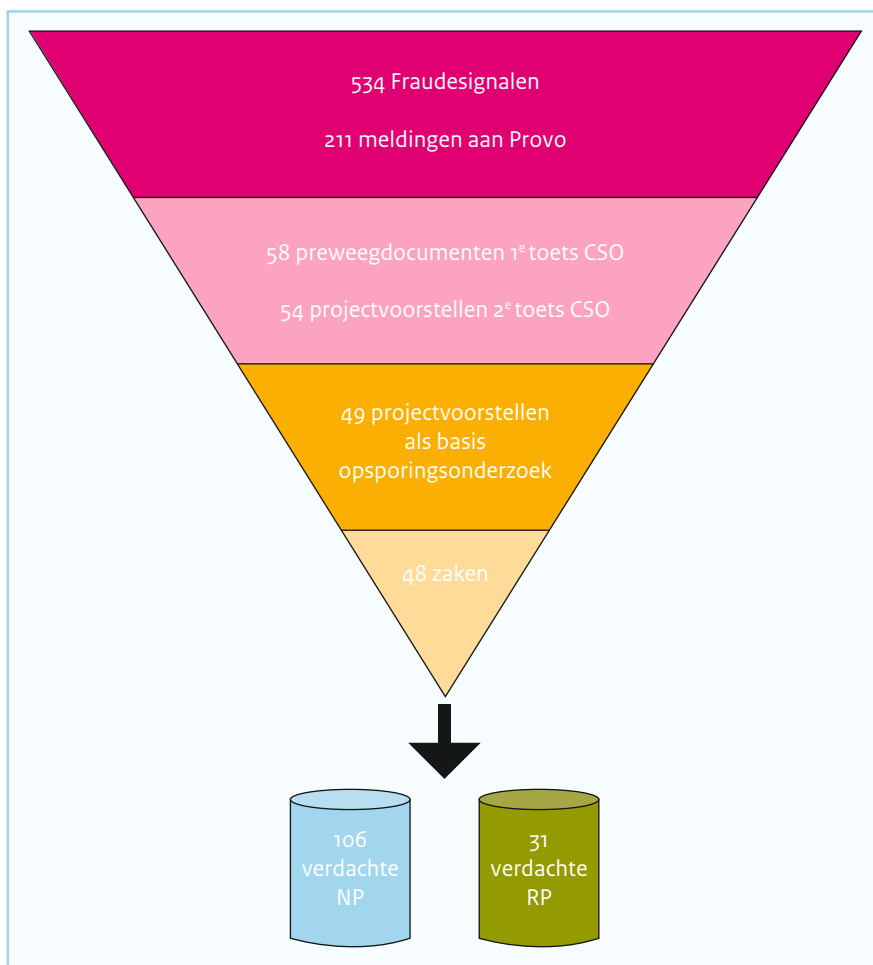 534 Fraudesignalen
211 meldingen aan Provo
58 preweegdocumenten 1e toets CSO
54 projectvoorstellen 2e toets CSO
49 projectvoorstellen
als basis
opsporingsonderzoek
48 zaken
106
verdachte
NP
31
verdachte
RP